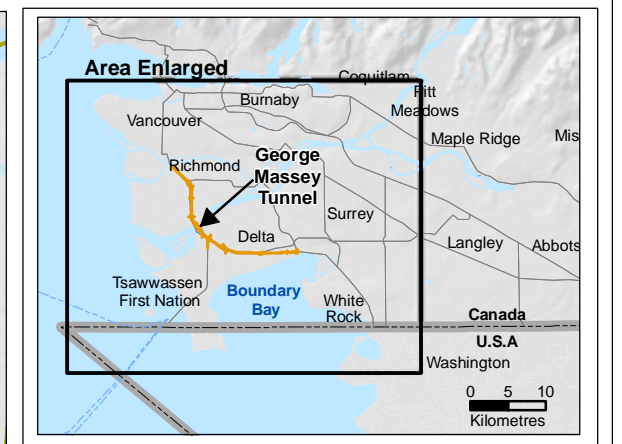 Area Enlarged
Coquitlam
Pitt
Meadows
Burnaby
Vancouver
Maple Ridge
Mis
Richmond
George
Massey
Tunnel
Surrey
Delta
Langley
Abbots
Tsawwassen
First Nation
Boundary
Bay
White
Rock
Canada
U.S.A
Washington
0 5 10
Kilometres